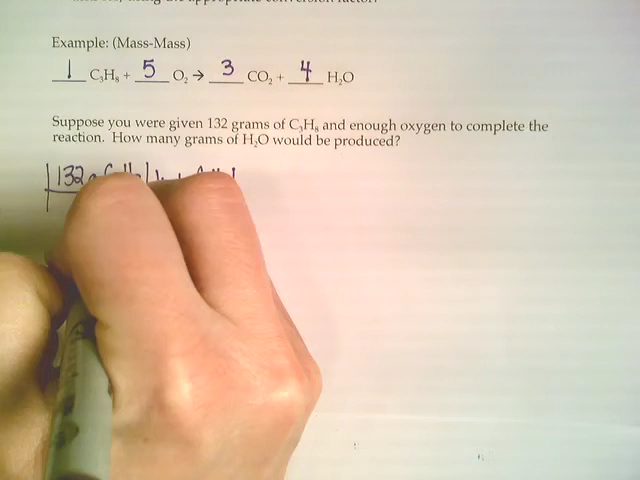 Example: (Mass-Mass)
1 C₃H₈ + 5 O₂ → 3 CO₂ + 4 H₂O
Suppose you were given 132 grams of C₃H₈ and enough oxygen to complete the
reaction. How many grams of H₂O would be produced?
132